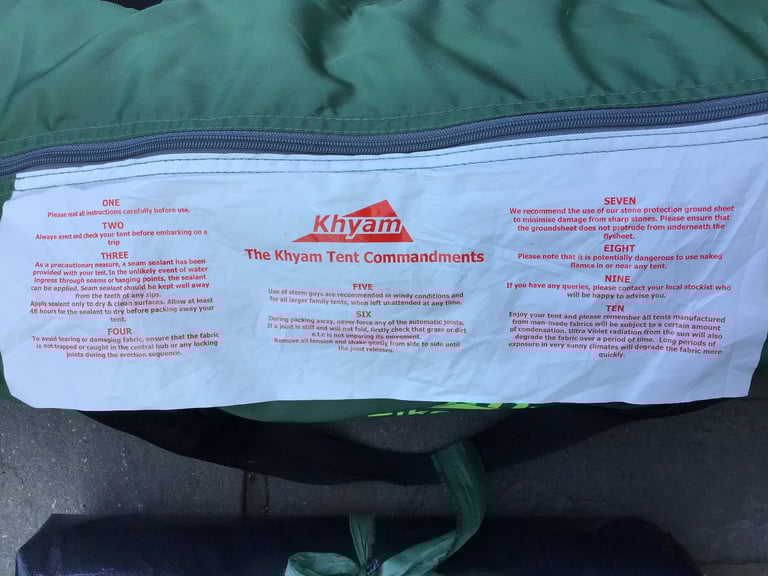 ONE
Please read all instructions carefully before use.
TWO
Always erect and check your tent before embarking on a
trip
THREE
As a precautionary measure, a seam sealant has been
provided with your tent. In the unlikely event of water
ingress through seams or hanging points, the sealant
can be applied. Seam sealant should be kept well away
from the teeth of any zips.
Apply sealent only to dry & clean surfaces. Allow at least
48 hours for the sealant to dry before packing away your
tent.
FOUR
To avoid tearing or damaging fabric, ensure that the fabric
is not trapped or caught in the central hub or any locking
joints during the erection sequence.
Khyam
The Khyam Tent Commandments
FIVE
Use of storm guys are recommended in windy conditions and
for all larger family tents, when left unattended at any time.
SIX
During packing away, never force any of the automatic joints.
If a joint is stiff and will not fold, firstly check that grass or dirt
e.t.c is not imparing its movement.
Remove all tension and shake gently from side to side until
the joint releases.
SEVEN
We recommend the use of our stone protection ground sheet
to minimise damage from sharp stones. Please ensure that
the groundsheet does not protrude from underneath the
flysheet.
EIGHT
Please note that it is potentially dangerous to use naked
flames in or near any tent.
NINE
If you have any queries, please contact your local stockist who
will be happy to advise you.
TEN
Enjoy your tent and please remember all tents manufactured
from man-made fabrics will be subject to a certain amount
of condensation. Ultra Violet radiation from the sun will also
degrade the fabric over a period of time. Long periods of
exposure in very sunny climates will degrade the fabric more
quickly.